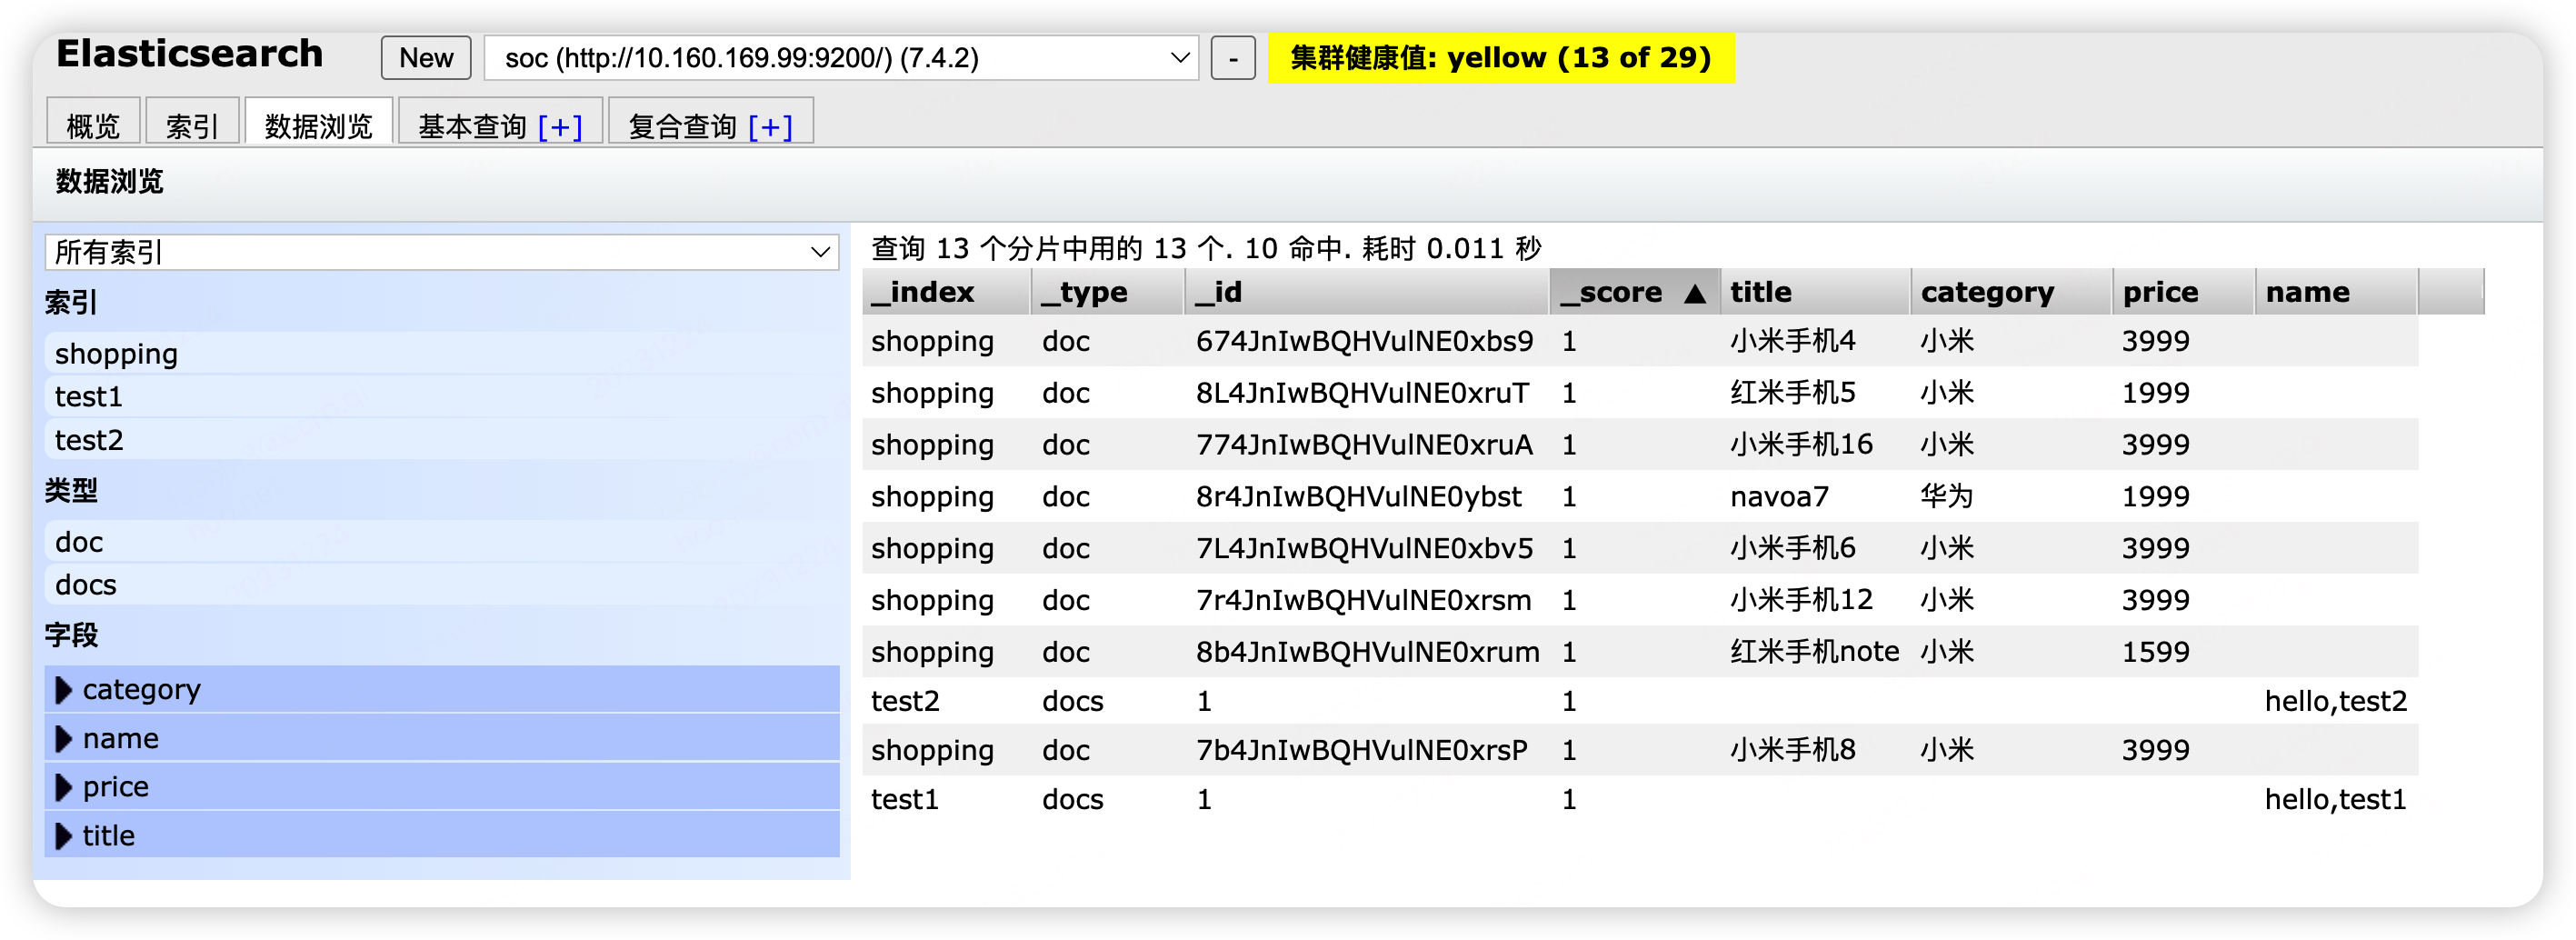 Elasticsearch New soc (http://10.160.169.99:9200/) (7.4.2) - 集群健康值: yellow (13 of 29)
概览 索引 数据浏览 基本查询 [+] 复合查询 [+]
数据浏览
所有索引
索引
shopping
test1
test2
类型
doc
docs
字段
category
name
price
title
查询 13 个分片中用的 13 个. 10 命中. 耗时 0.011 秒
_index _type _id _score ▲ title category price name
shopping doc 674JnIwBQHVulNE0xbs9 1 小米手机4 小米 3999
shopping doc 8L4JnIwBQHVulNE0xruT 1 红米手机5 小米 1999
shopping doc 774JnIwBQHVulNE0xruA 1 小米手机16 小米 3999
shopping doc 8r4JnIwBQHVulNE0ybst 1 navoa7 华为 1999
shopping doc 7L4JnIwBQHVulNE0xbv5 1 小米手机6 小米 3999
shopping doc 7r4JnIwBQHVulNE0xrsm 1 小米手机12 小米 3999
shopping doc 8b4JnIwBQHVulNE0xrum 1 红米手机note 小米 1599
test2 docs 1 1 hello,test2
shopping doc 7b4JnIwBQHVulNE0xrsP 1 小米手机8 小米 3999
test1 docs 1 1 hello,test1